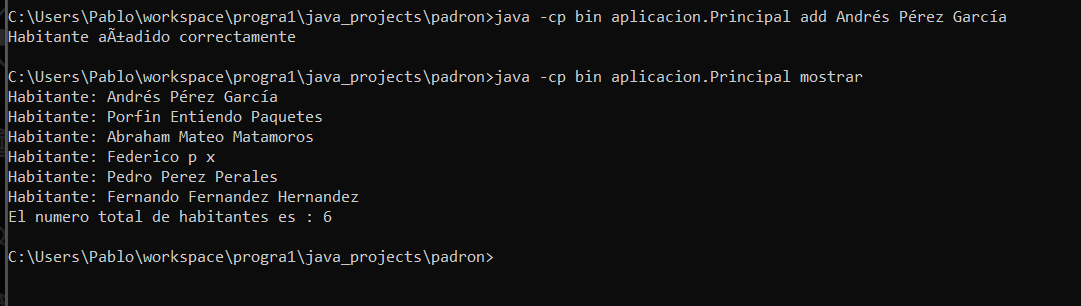 C:\Users\Pablo\workspace\progra1\java_projects\padron>java -cp bin aplicacion.Principal add Andrés Pérez García
Habitante aÃ±adido correctamente
C:\Users\Pablo\workspace\progra1\java_projects\padron>java -cp bin aplicacion.Principal mostrar
Habitante: Andrés Pérez García
Habitante: Porfin Entiendo Paquetes
Habitante: Abraham Mateo Matamoros
Habitante: Federico p x
Habitante: Pedro Perez Perales
Habitante: Fernando Fernandez Hernandez
El numero total de habitantes es : 6
C:\Users\Pablo\workspace\progra1\java_projects\padron>